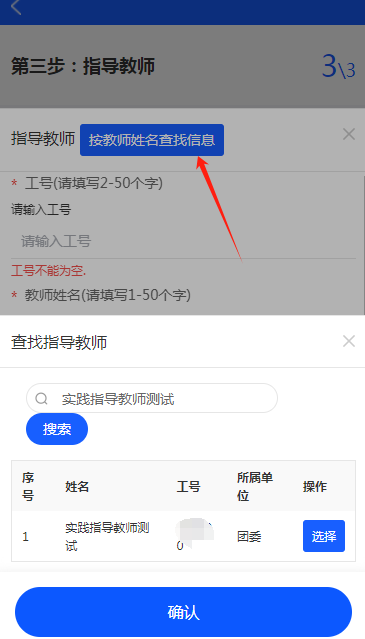 第三步：指导教师
3\3
指导教师 按教师姓名查找信息
* 工号(请填写2-50个字)
请输入工号
请输入工号
工号不能为空.
* 教师姓名(请填写1-50个字)
查找指导教师
实践指导教师测试
搜索
序号 姓名 工号 所属单位 操作
1 实践指导教师测试 0 团委 选择
确认